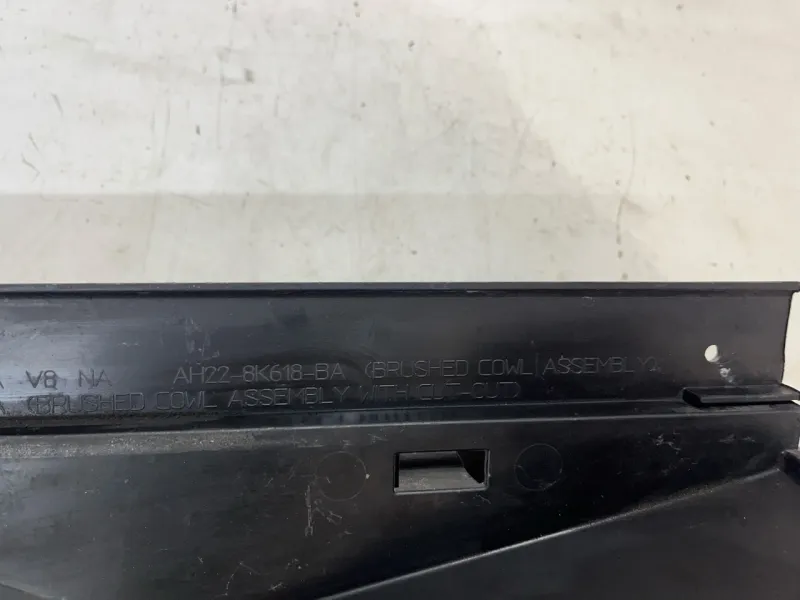 V8 NA AH22-8K618-BA (BRUSHED COWL ASSEMBLY)
(BRUSHED COWL ASSEMBLY WITH CUT-OUT)